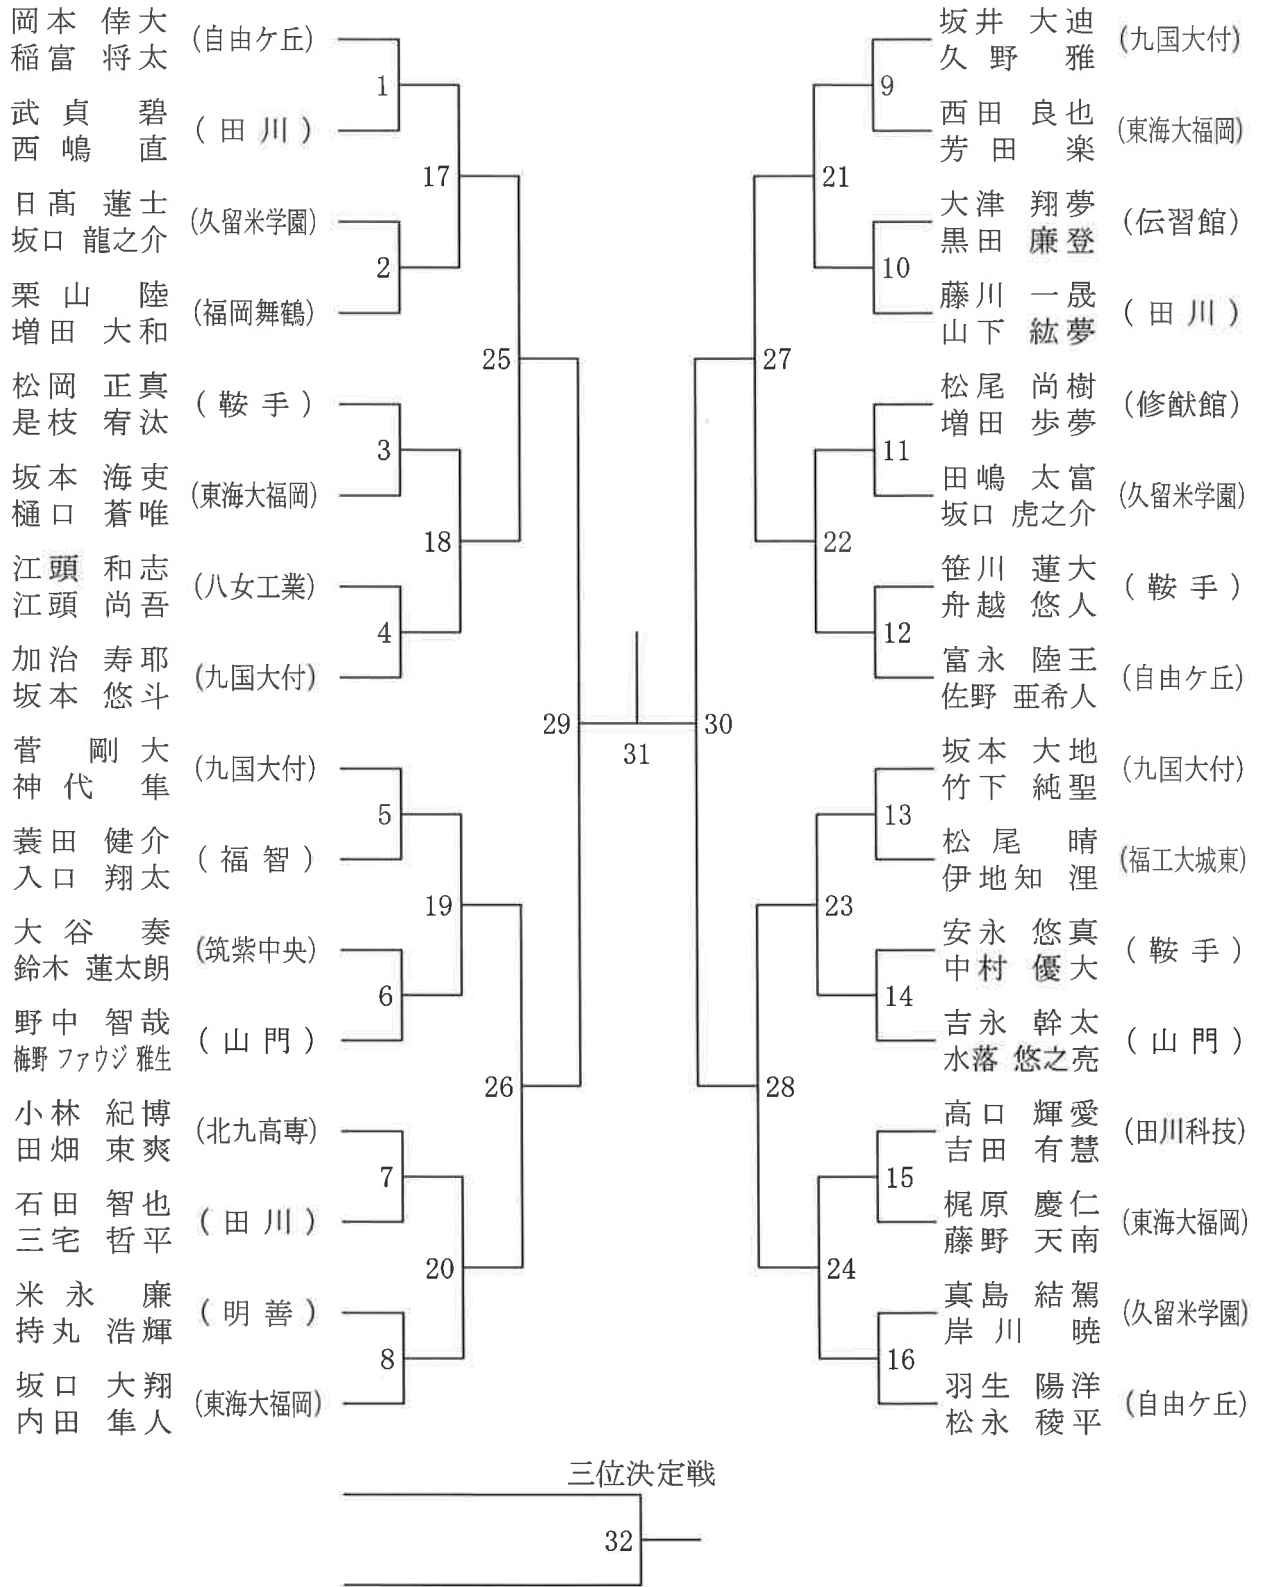 岡本 倖大
稲富 将太
(自由ケ丘)
1
武貞 碧
西嶋 直
(田川)
17
日髙 蓮士
坂口 龍之介
(久留米学園)
2
栗山 陸
増田 大和
(福岡舞鶴)
25
松岡 正真
是枝 宥汰
(鞍手)
3
坂本 海吏
樋口 蒼唯
(東海大福岡)
18
江頭 和志
江頭 尚吾
(八女工業)
4
加治 寿耶
坂本 悠斗
(九国大付)
29
菅 剛大
神代 隼
(九国大付)
5
蓑田 健介
入口 翔太
(福智)
19
大谷 奏
鈴木 蓮太朗
(筑紫中央)
6
野中 智哉
梅野 ファウジ 雅生
(山門)
26
小林 紀博
田畑 束爽
(北九高専)
7
石田 智也
三宅 哲平
(田川)
20
米永 廉
持丸 浩輝
(明善)
8
坂口 大翔
内田 隼人
(東海大福岡)
31
坂井 大迪
久野 雅
(九国大付)
9
西田 良也
芳田 楽
(東海大福岡)
21
大津 翔夢
黒田 廉登
(伝習館)
10
藤川 一晟
山下 紘夢
(田川)
27
松尾 尚樹
増田 歩夢
(修猷館)
11
田嶋 太富
坂口 虎之介
(久留米学園)
22
笹川 蓮大
舟越 悠人
(鞍手)
12
富永 陸王
佐野 亜希人
(自由ケ丘)
30
坂本 大地
竹下 純聖
(九国大付)
13
松尾 晴
伊地知 浬
(福工大城東)
23
安永 悠真
中村 優大
(鞍手)
14
吉永 幹太
水落 悠之亮
(山門)
28
高口 輝愛
吉田 有慧
(田川科技)
15
梶原 慶仁
藤野 天南
(東海大福岡)
24
真島 結駕
岸川 暁
(久留米学園)
16
羽生 陽洋
松永 稜平
(自由ケ丘)
三位決定戦
32